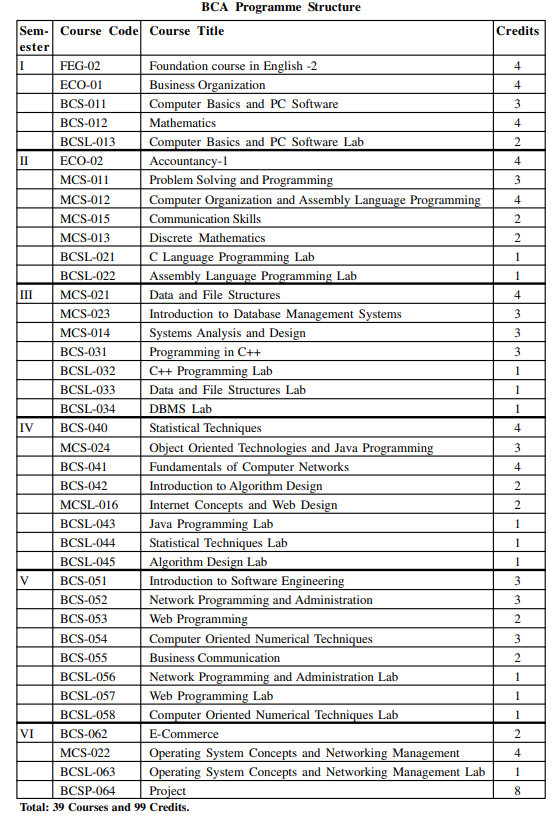 BCA Programme Structure
Sem-ester Course Code Course Title Credits
I FEG-02 Foundation course in English -2 4
ECO-01 Business Organization 4
BCS-011 Computer Basics and PC Software 3
BCS-012 Mathematics 4
BCSL-013 Computer Basics and PC Software Lab 2
II ECO-02 Accountancy-1 4
MCS-011 Problem Solving and Programming 3
MCS-012 Computer Organization and Assembly Language Programming 4
MCS-015 Communication Skills 2
MCS-013 Discrete Mathematics 2
BCSL-021 C Language Programming Lab 1
BCSL-022 Assembly Language Programming Lab 1
III MCS-021 Data and File Structures 4
MCS-023 Introduction to Database Management Systems 3
MCS-014 Systems Analysis and Design 3
BCS-031 Programming in C++ 3
BCSL-032 C++ Programming Lab 1
BCSL-033 Data and File Structures Lab 1
BCSL-034 DBMS Lab 1
IV BCS-040 Statistical Techniques 4
MCS-024 Object Oriented Technologies and Java Programming 3
BCS-041 Fundamentals of Computer Networks 4
BCS-042 Introduction to Algorithm Design 2
MCSL-016 Internet Concepts and Web Design 2
BCSL-043 Java Programming Lab 1
BCSL-044 Statistical Techniques Lab 1
BCSL-045 Algorithm Design Lab 1
V BCS-051 Introduction to Software Engineering 3
BCS-052 Network Programming and Administration 3
BCS-053 Web Programming 2
BCS-054 Computer Oriented Numerical Techniques 3
BCS-055 Business Communication 2
BCSL-056 Network Programming and Administration Lab 1
BCSL-057 Web Programming Lab 1
BCSL-058 Computer Oriented Numerical Techniques Lab 1
VI BCS-062 E-Commerce 2
MCS-022 Operating System Concepts and Networking Management 4
BCSL-063 Operating System Concepts and Networking Management Lab 1
BCSP-064 Project 8
Total: 39 Courses and 99 Credits.